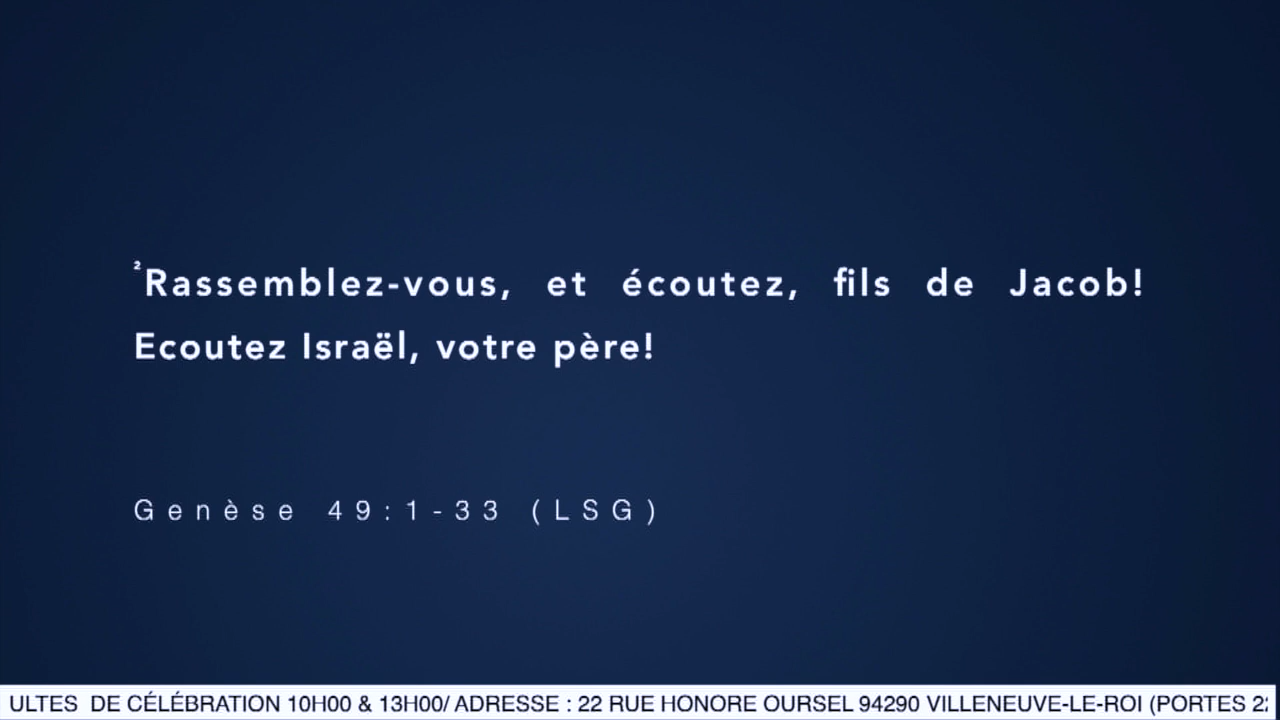 ²Rassemblez-vous, et écoutez, fils de Jacob!
Ecoutez Israël, votre père!
Genèse 49:1-33 (LSG)
ULTES DE CÉLÉBRATION 10H00 & 13H00/ ADRESSE : 22 RUE HONORE OURSEL 94290 VILLENEUVE-LE-ROI (PORTES